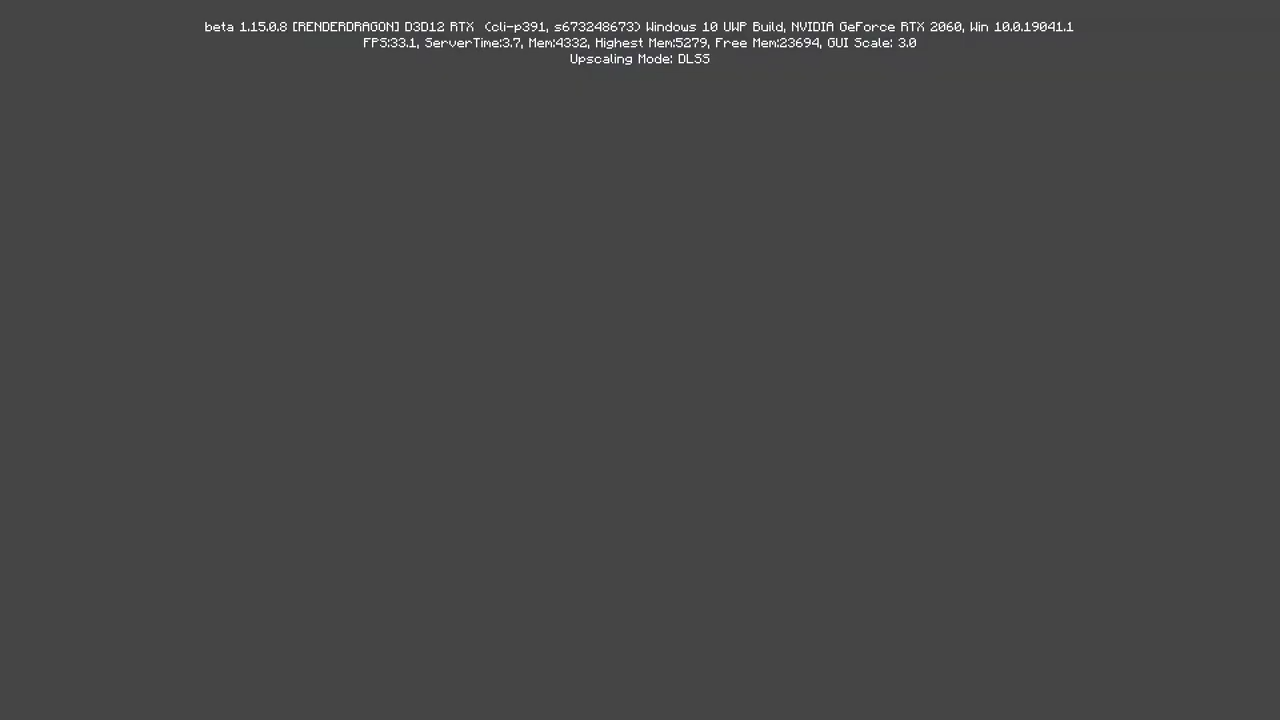 beta 1.15.0.8 [RENDERDRAGON] D3D12 RTX  (cli-p391, s673248673) Windows 10 UWP Build, NVIDIA GeForce RTX 2060, Win 10.0.19041.1
FPS:33.1, ServerTime:3.7, Mem:4332, Highest Mem:5279, Free Mem:23694, GUI Scale: 3.0
Upscaling Mode: DLSS